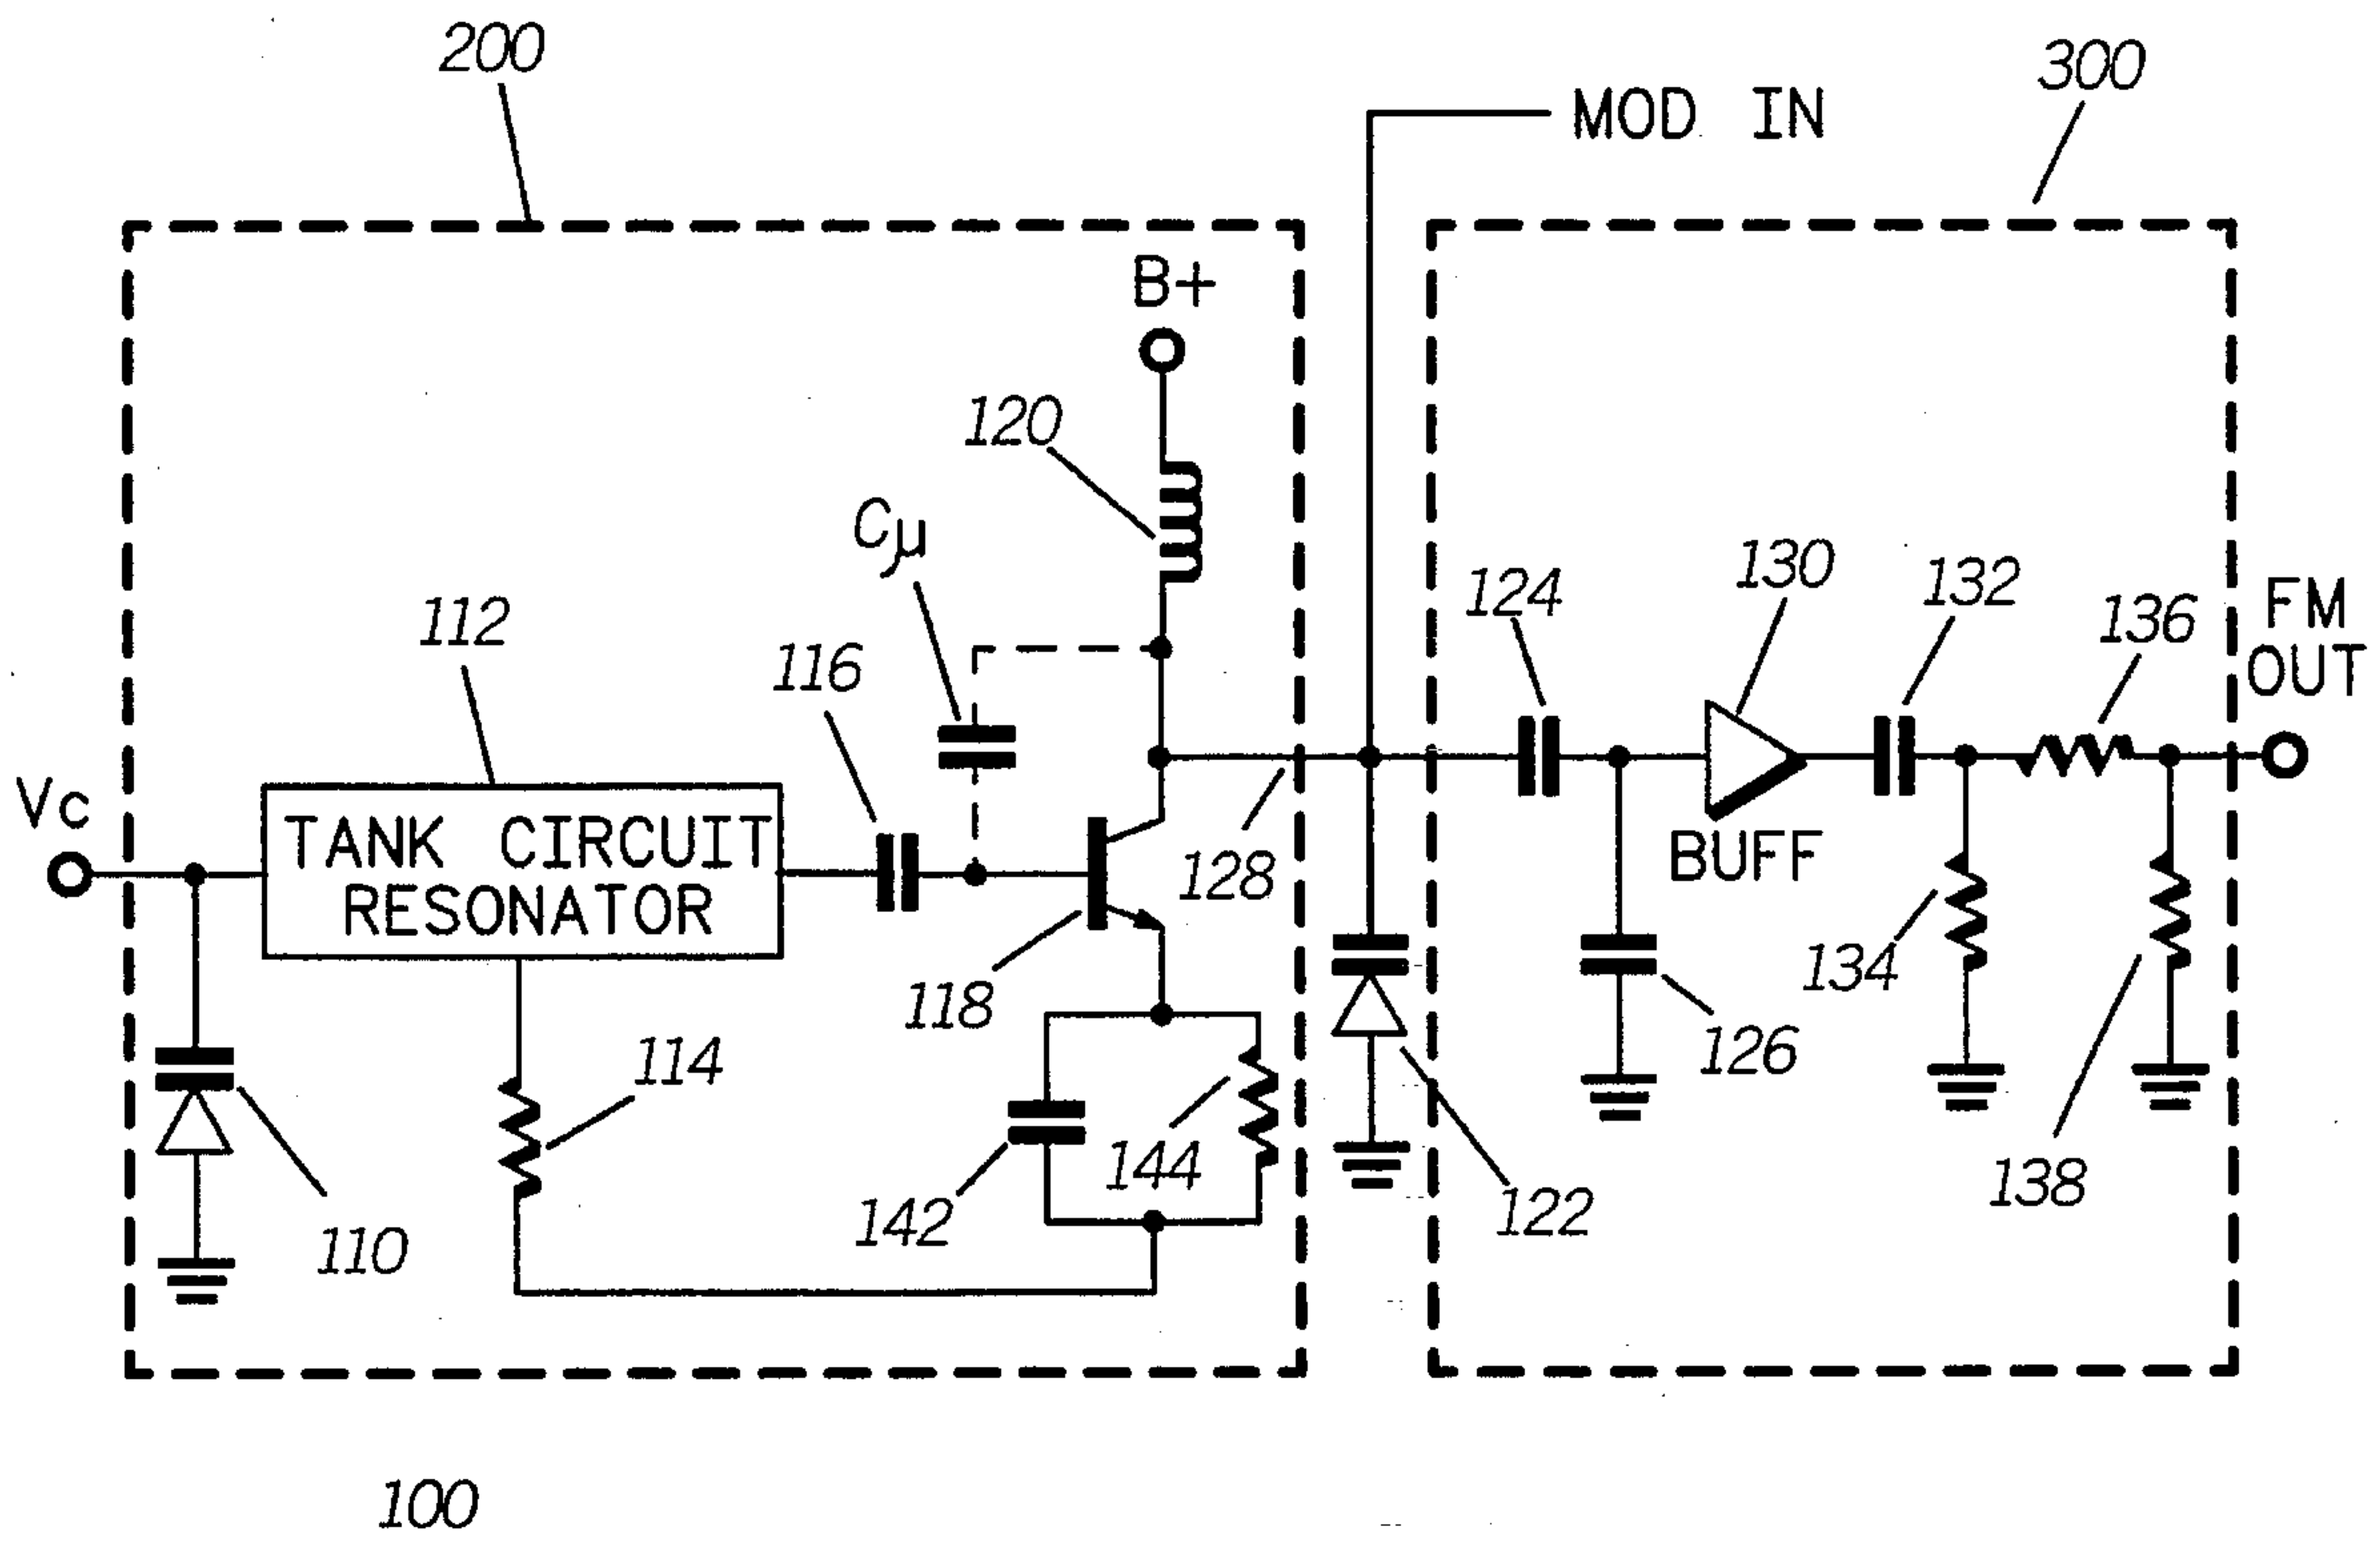 200
300
MOD IN
B+
120
Cμ
112
116
124
130
132
136
FM
OUT
Vc
TANK CIRCUIT
RESONATOR
128
BUFF
134
118
114
126
110
142
144
122
138
100